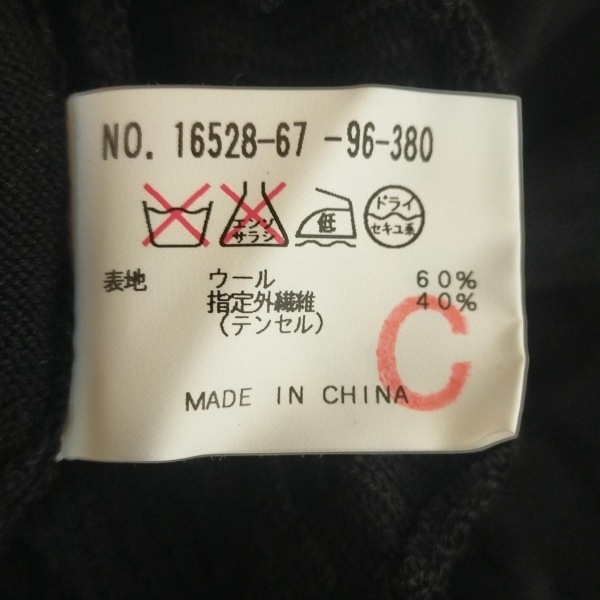 NO. 16528-67 -96-380
エンソ サラシ 低 ドライ セキユ系
表地 ウール 60%
指定外繊維 40%
(テンセル)
C
MADE IN CHINA